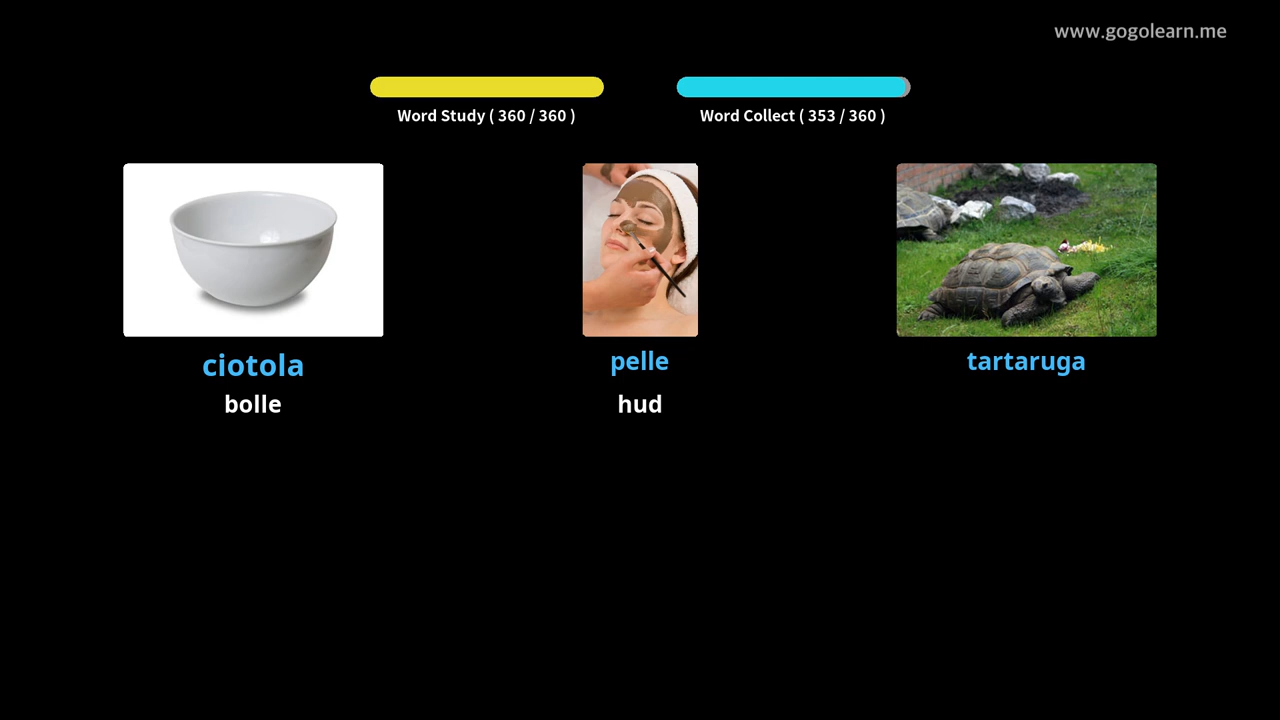 www.gogolearn.me
Word Study ( 360 / 360 )
Word Collect ( 353 / 360 )
ciotola
pelle
tartaruga
bolle
hud